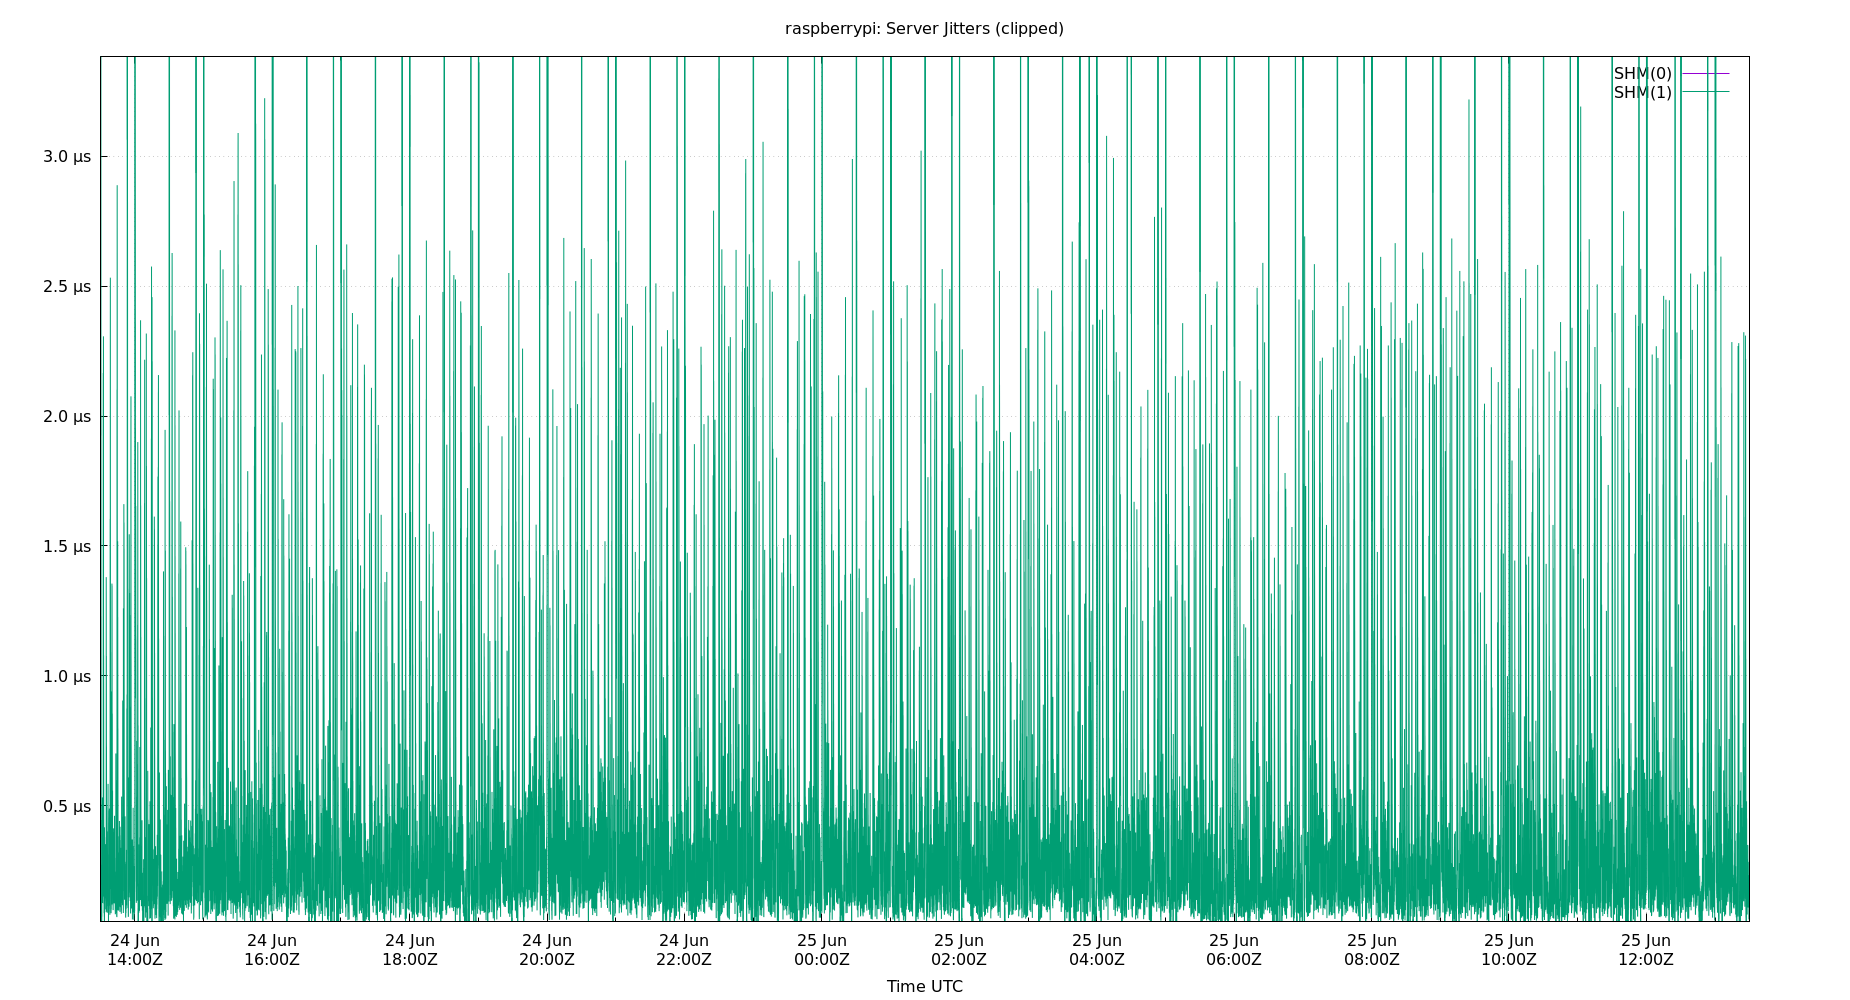 raspberrypi: Server Jitters (clipped)
SHM(0)
SHM(1)
3.0 µs
2.5 µs
2.0 µs
1.5 µs
1.0 µs
0.5 µs
24 Jun 24 Jun 24 Jun 24 Jun 24 Jun 25 Jun 25 Jun 25 Jun 25 Jun 25 Jun 25 Jun 25 Jun
14:00Z 16:00Z 18:00Z 20:00Z 22:00Z 00:00Z 02:00Z 04:00Z 06:00Z 08:00Z 10:00Z 12:00Z
Time UTC